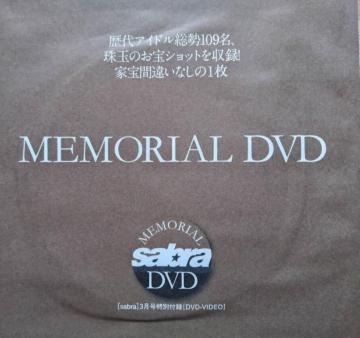 歴代アイドル総勢109名、
珠玉のお宝ショットを収録!
家宝間違いなしの1枚
MEMORIAL DVD
MEMORIAL
sabra
DVD
[sabra]3月号特別付録[DVD-VIDEO]